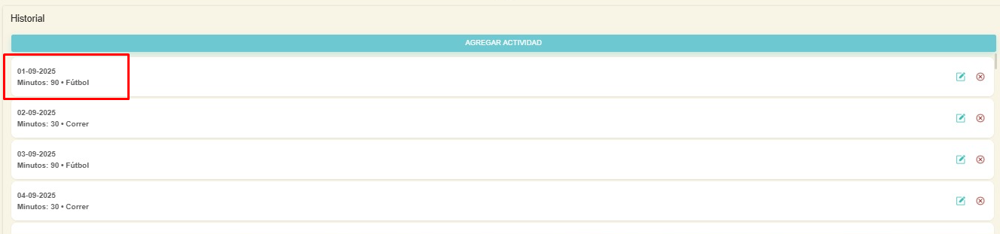 Historial
AGREGAR ACTIVIDAD
01-09-2025
Minutos: 90 • Fútbol
02-09-2025
Minutos: 30 • Correr
03-09-2025
Minutos: 90 • Fútbol
04-09-2025
Minutos: 30 • Correr